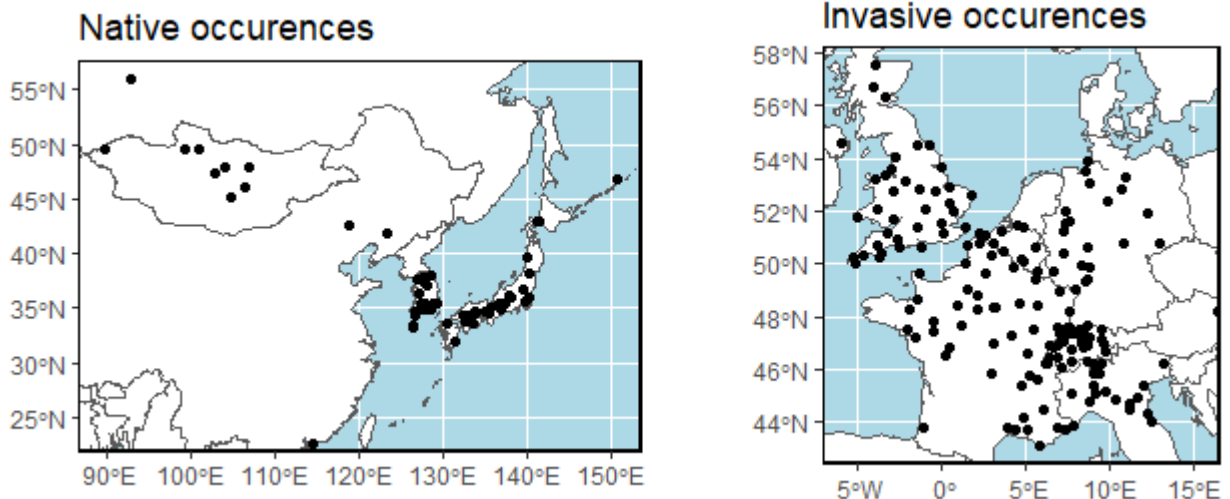 Native occurences
55°N
50°N
45°N
40°N
35°N
30°N
25°N
90°E 100°E 110°E 120°E 130°E 140°E 150°E
Invasive occurences
58°N
56°N
54°N
52°N
50°N
48°N
46°N
44°N
5°W 0° 5°E 10°E 15°E